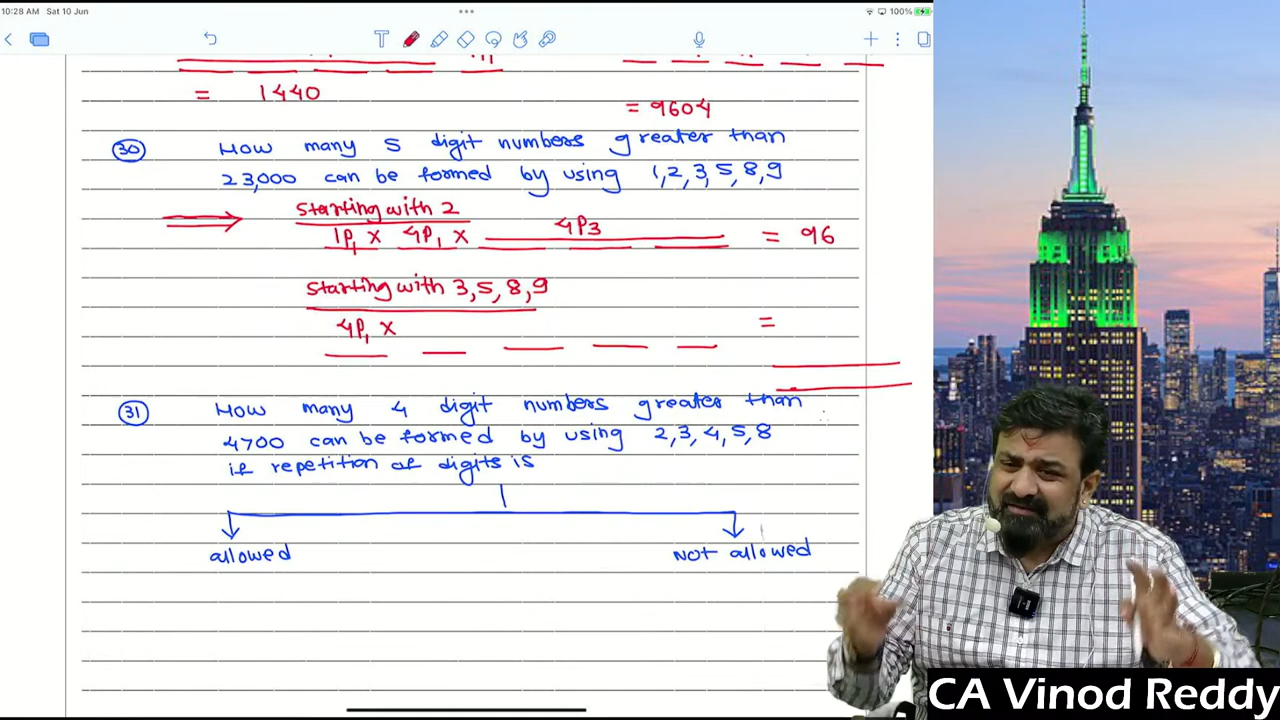 10:28 AM Sat 10 Jun
100%
= 1440
= 9604
30 How many 5 digit numbers greater than
23,000 can be formed by using 1,2,3,5,8,9
starting with 2
1P1 x 4P1 x 4P3 = 96
starting with 3,5,8,9
4P1 x =
31 How many 4 digit numbers greater than
4700 can be formed by using 2,3,4,5,8
if repetition of digits is
allowed
Not allowed
CA Vinod Reddy